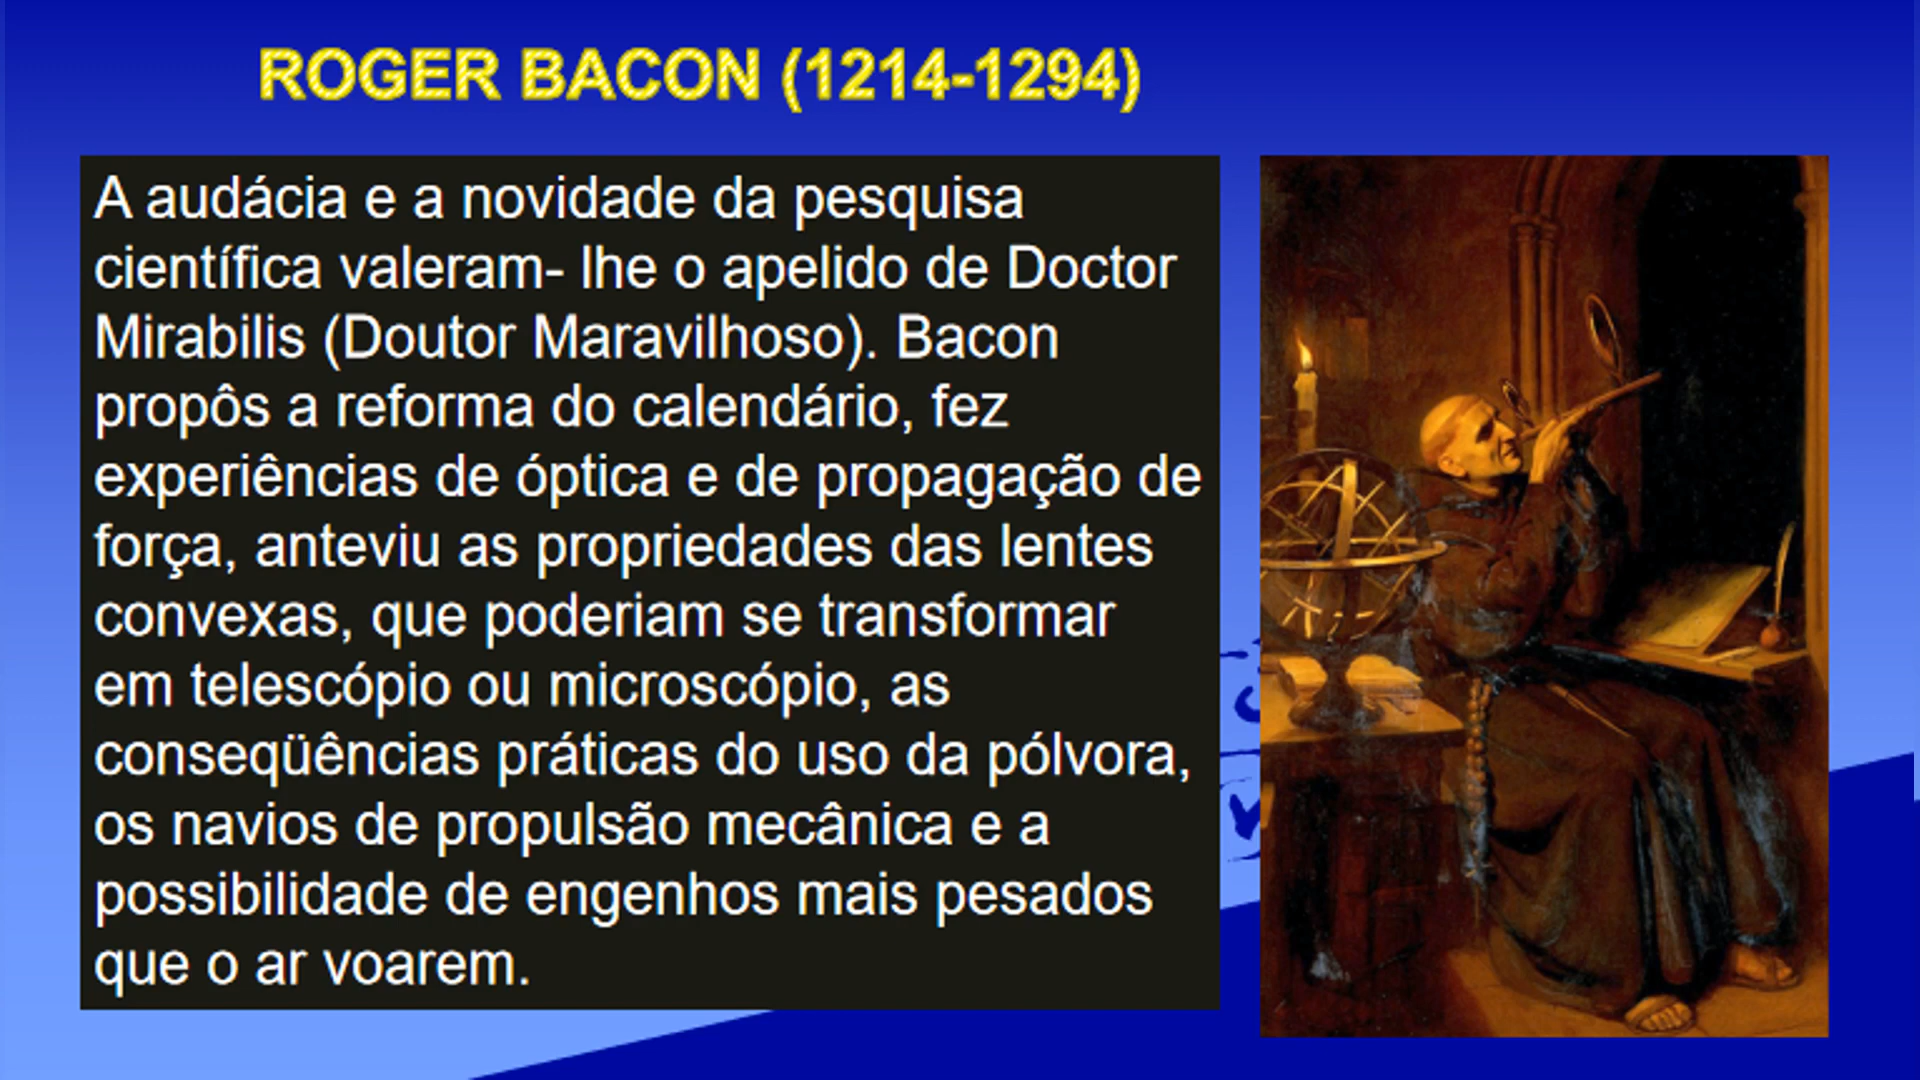 ROGER BACON (1214-1294)
A audácia e a novidade da pesquisa
científica valeram- lhe o apelido de Doctor
Mirabilis (Doutor Maravilhoso). Bacon
propôs a reforma do calendário, fez
experiências de óptica e de propagação de
força, anteviu as propriedades das lentes
convexas, que poderiam se transformar
em telescópio ou microscópio, as
conseqüências práticas do uso da pólvora,
os navios de propulsão mecânica e a
possibilidade de engenhos mais pesados
que o ar voarem.